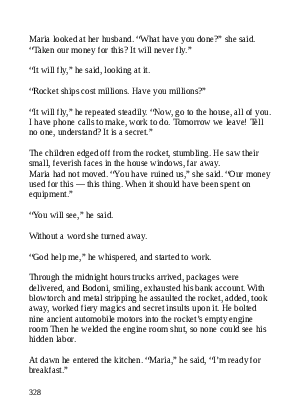 Maria looked at her husband. “What have you done?” she said.
“Taken our money for this? It will never fly.”
“It will fly,” he said, looking at it.
“Rocket ships cost millions. Have you millions?”
“It will fly,” he repeated steadily. “Now, go to the house, all of you.
I have phone calls to make, work to do. Tomorrow we leave! Tell
no one, understand? It is a secret.”
The children edged off from the rocket, stumbling. He saw their
small, feverish faces in the house windows, far away.
Maria had not moved. “You have ruined us,” she said. “Our money
used for this — this thing. When it should have been spent on
equipment.”
“You will see,” he said.
Without a word she turned away.
“God help me,” he whispered, and started to work.
Through the midnight hours trucks arrived, packages were
delivered, and Bodoni, smiling, exhausted his bank account. With
blowtorch and metal stripping he assaulted the rocket, added, took
away, worked fiery magics and secret insults upon it. He bolted
nine ancient automobile motors into the rocket’s empty engine
room Then he welded the engine room shut, so none could see his
hidden labor.
At dawn he entered the kitchen. “Maria,” he said, “I’m ready for
breakfast.”
328